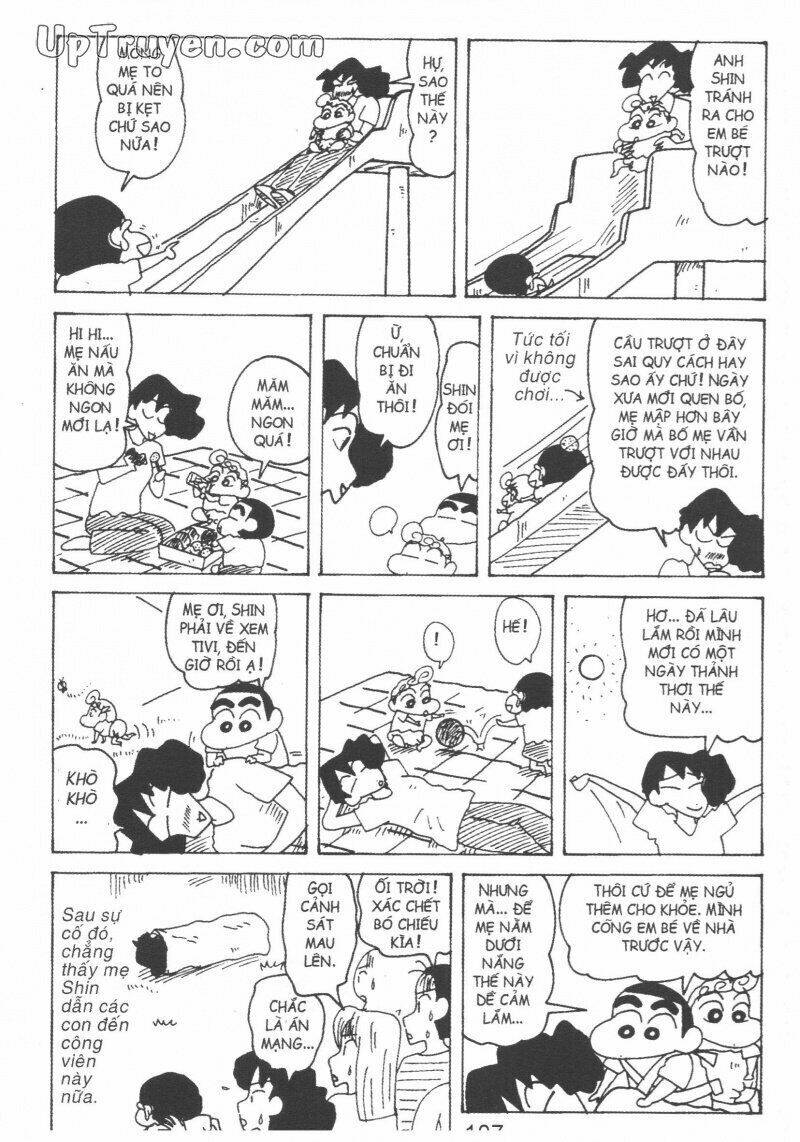 UpTruyen.com
ANH
SHIN
TRÁNH
RA CHO
EM BÉ
TRƯỢT
NÀO!
HỰ,
SAO
THẾ
NÀY
?
MÔNG
MẸ TO
QUÁ NÊN
BỊ KẸT
CHỨ SAO
NỮA!
CẦU TRƯỢT Ở ĐÂY
SAI QUY CÁCH HAY
SAO ẤY CHỨ! NGÀY
XƯA MỚI QUEN BỐ,
MẸ MẬP HƠN BÂY
GIỜ MÀ BỐ MẸ VẪN
TRƯỢT VỚI NHAU
ĐƯỢC ĐẤY THÔI.
Tức tối
vì không
được
chơi...
SHIN
ĐÓI
MẸ
ƠI!
Ừ,
CHUẨN
BỊ ĐI
ĂN
THÔI!
MĂM
MĂM...
NGON
QUÁ!
HI HI...
MẸ NẤU
ĂN MÀ
KHÔNG
NGON
MỚI LẠ!
HƠ... ĐÃ LÂU
LẮM RỒI MÌNH
MỚI CÓ MỘT
NGÀY THẢNH
THƠI THẾ
NÀY...
HẾ!
!
MẸ ƠI, SHIN
PHẢI VỀ XEM
TIVI, ĐẾN
GIỜ RỒI Ạ!
KHÒ
KHÒ
...
THÔI CỨ ĐỂ MẸ NGỦ
THÊM CHO KHỎE. MÌNH
CÕNG EM BÉ VỀ NHÀ
TRƯỚC VẬY.
NHƯNG
MÀ... ĐỂ
MẸ NẰM
DƯỚI
NẮNG
THẾ NÀY
DỄ CẢM
LẮM...
ỐI TRỜI!
XÁC CHẾT
BÓ CHIẾU
KÌA!
GỌI
CẢNH
SÁT
MAU
LÊN.
CHẮC
LÀ ÁN
MẠNG...
Sau sự
cố đó,
chẳng
thấy mẹ
Shin
dẫn các
con đến
công
viên
này
nữa.